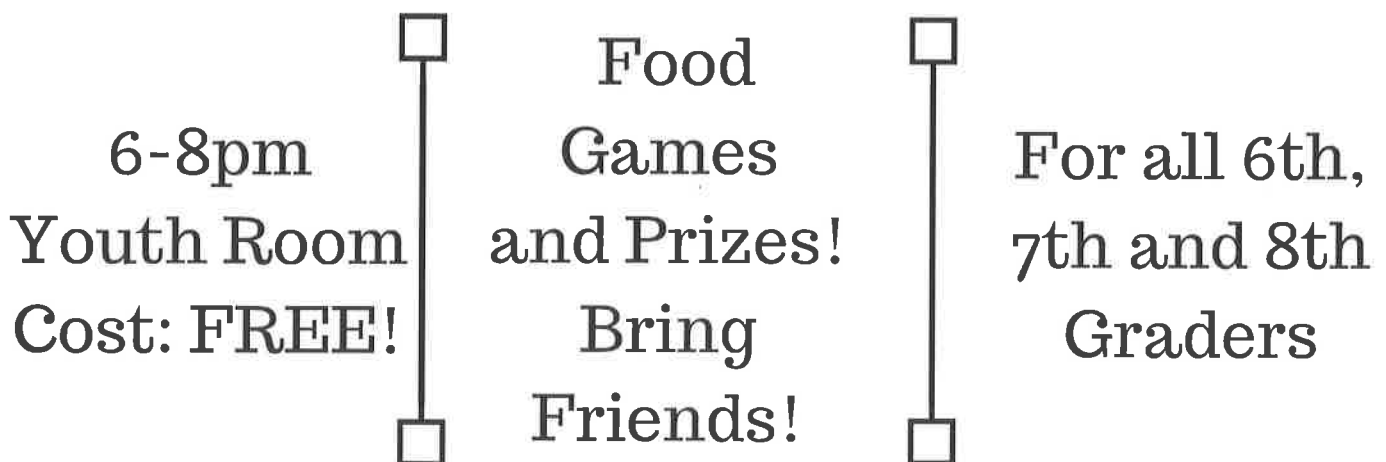 6-8pm
Youth Room
Cost: FREE!
Food
Games
and Prizes!
Bring
Friends!
For all 6th,
7th and 8th
Graders